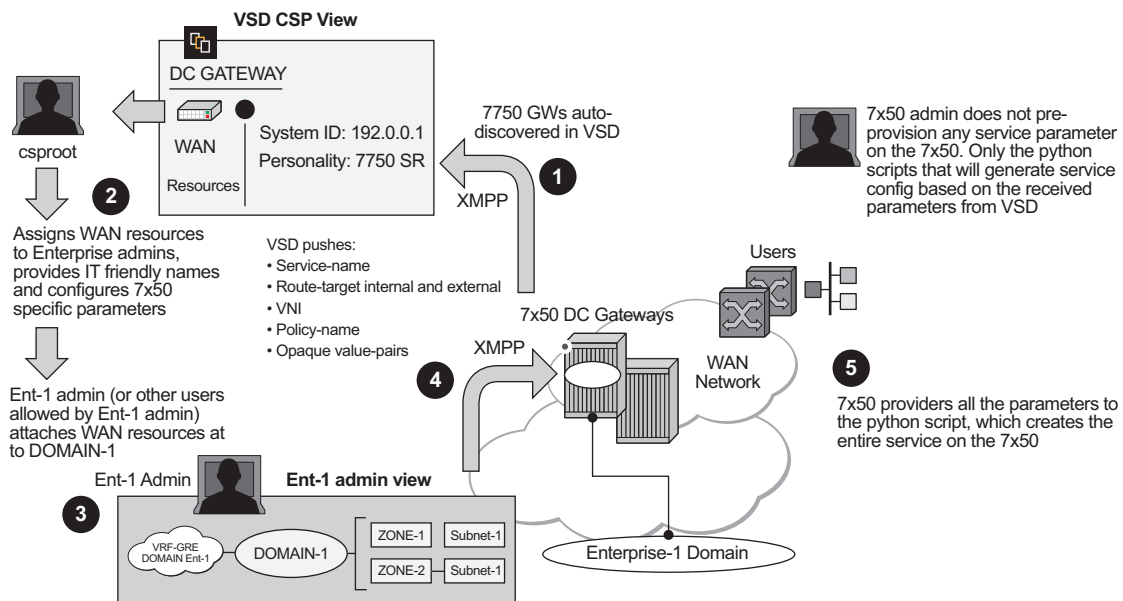 VSD CSP View
DC GATEWAY
WAN
Resources
System ID: 192.0.0.1
Personality: 7750 SR
csproot
7750 GWs auto-
discovered in VSD
1
XMPP
7x50 admin does not pre-
provision any service parameter
on the 7x50. Only the python
scripts that will generate service
config based on the received
parameters from VSD
2
Assigns WAN resources
to Enterprise admins,
provides IT friendly names
and configures 7x50
specific parameters
VSD pushes:
• Service-name
• Route-target internal and external
• VNI
• Policy-name
• Opaque value-pairs
Users
7x50 DC Gateways
XMPP
4
WAN
Network
5
7x50 providers all the parameters to
the python script, which creates the
entire service on the 7x50
Ent-1 admin (or other users
allowed by Ent-1 admin)
attaches WAN resources at
to DOMAIN-1
Ent-1 Admin
Ent-1 admin view
3
VRF-GRE
DOMAIN Ent-1
DOMAIN-1
ZONE-1
Subnet-1
ZONE-2
Subnet-1
Enterprise-1 Domain